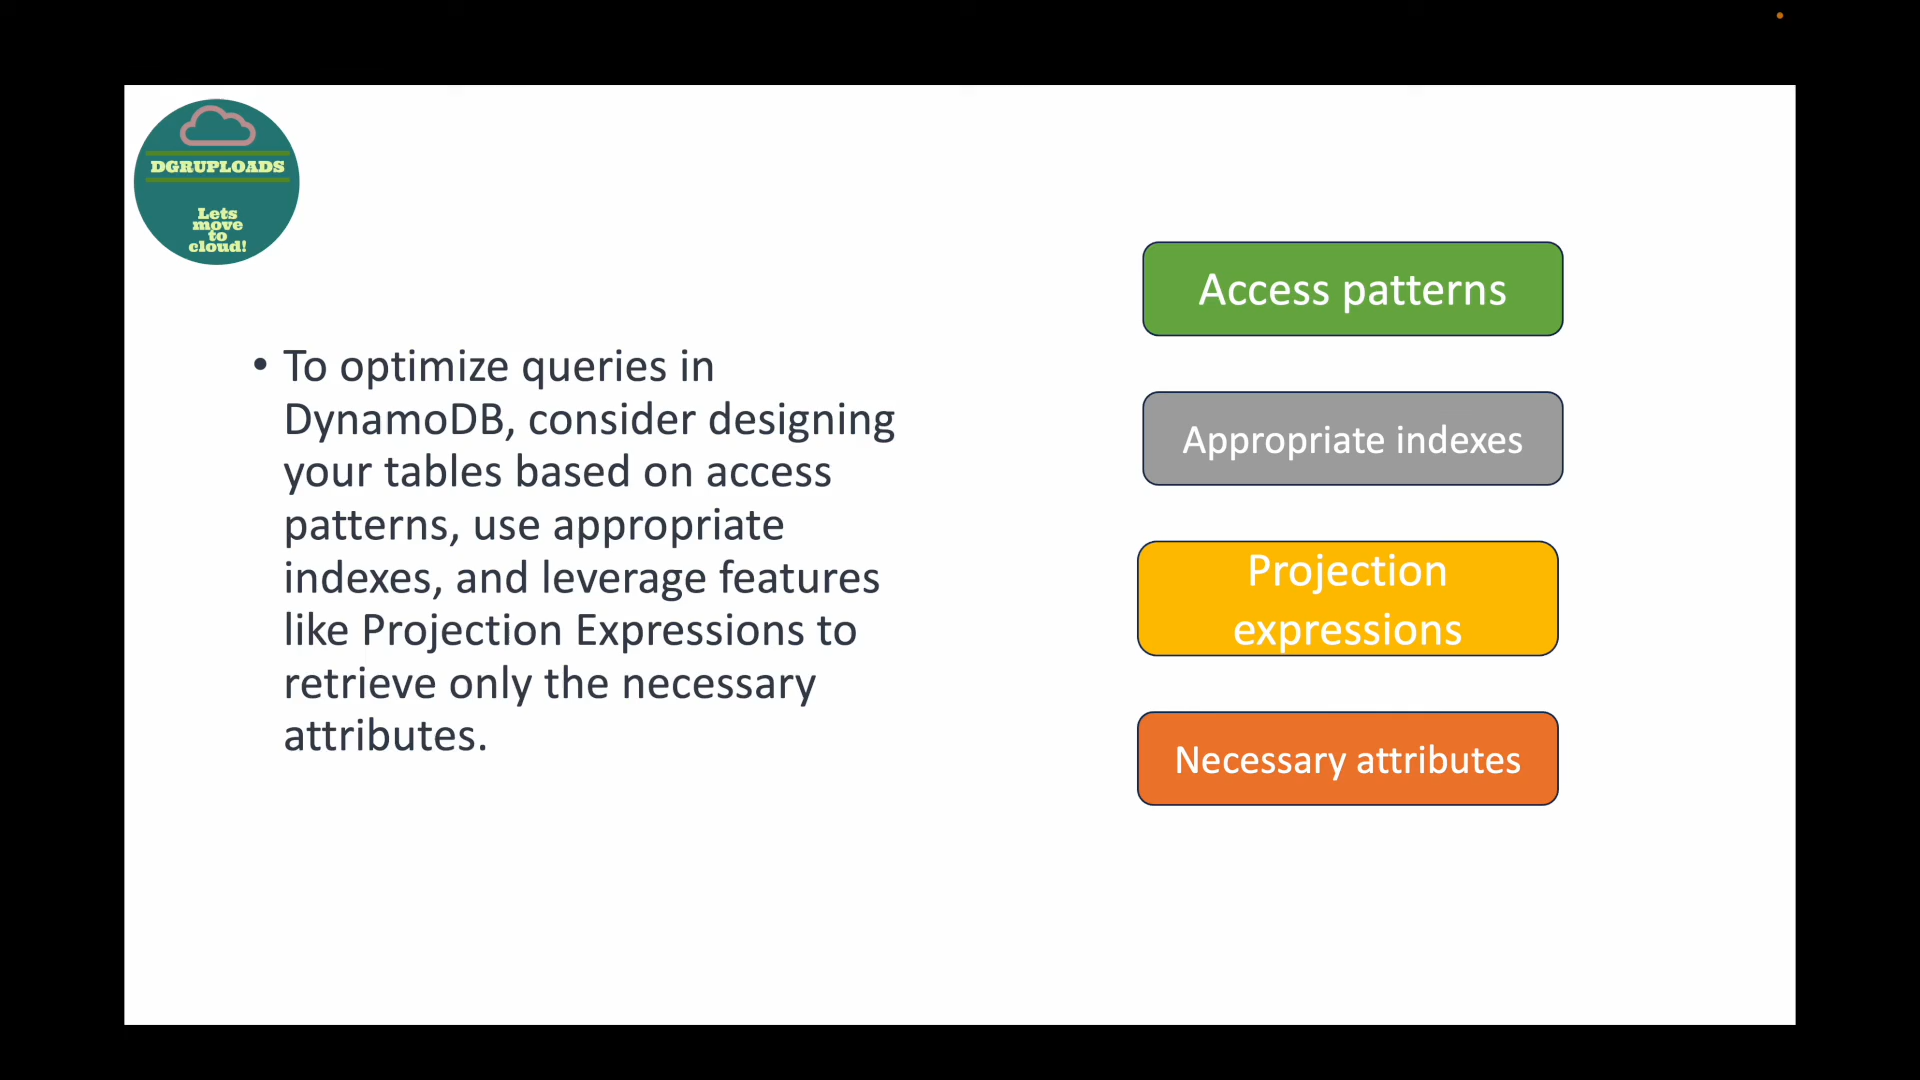 DGRUPLOADS
Lets
move
to
cloud!
• To optimize queries in
DynamoDB, consider designing
your tables based on access
patterns, use appropriate
indexes, and leverage features
like Projection Expressions to
retrieve only the necessary
attributes.
Access patterns
Appropriate indexes
Projection
expressions
Necessary attributes